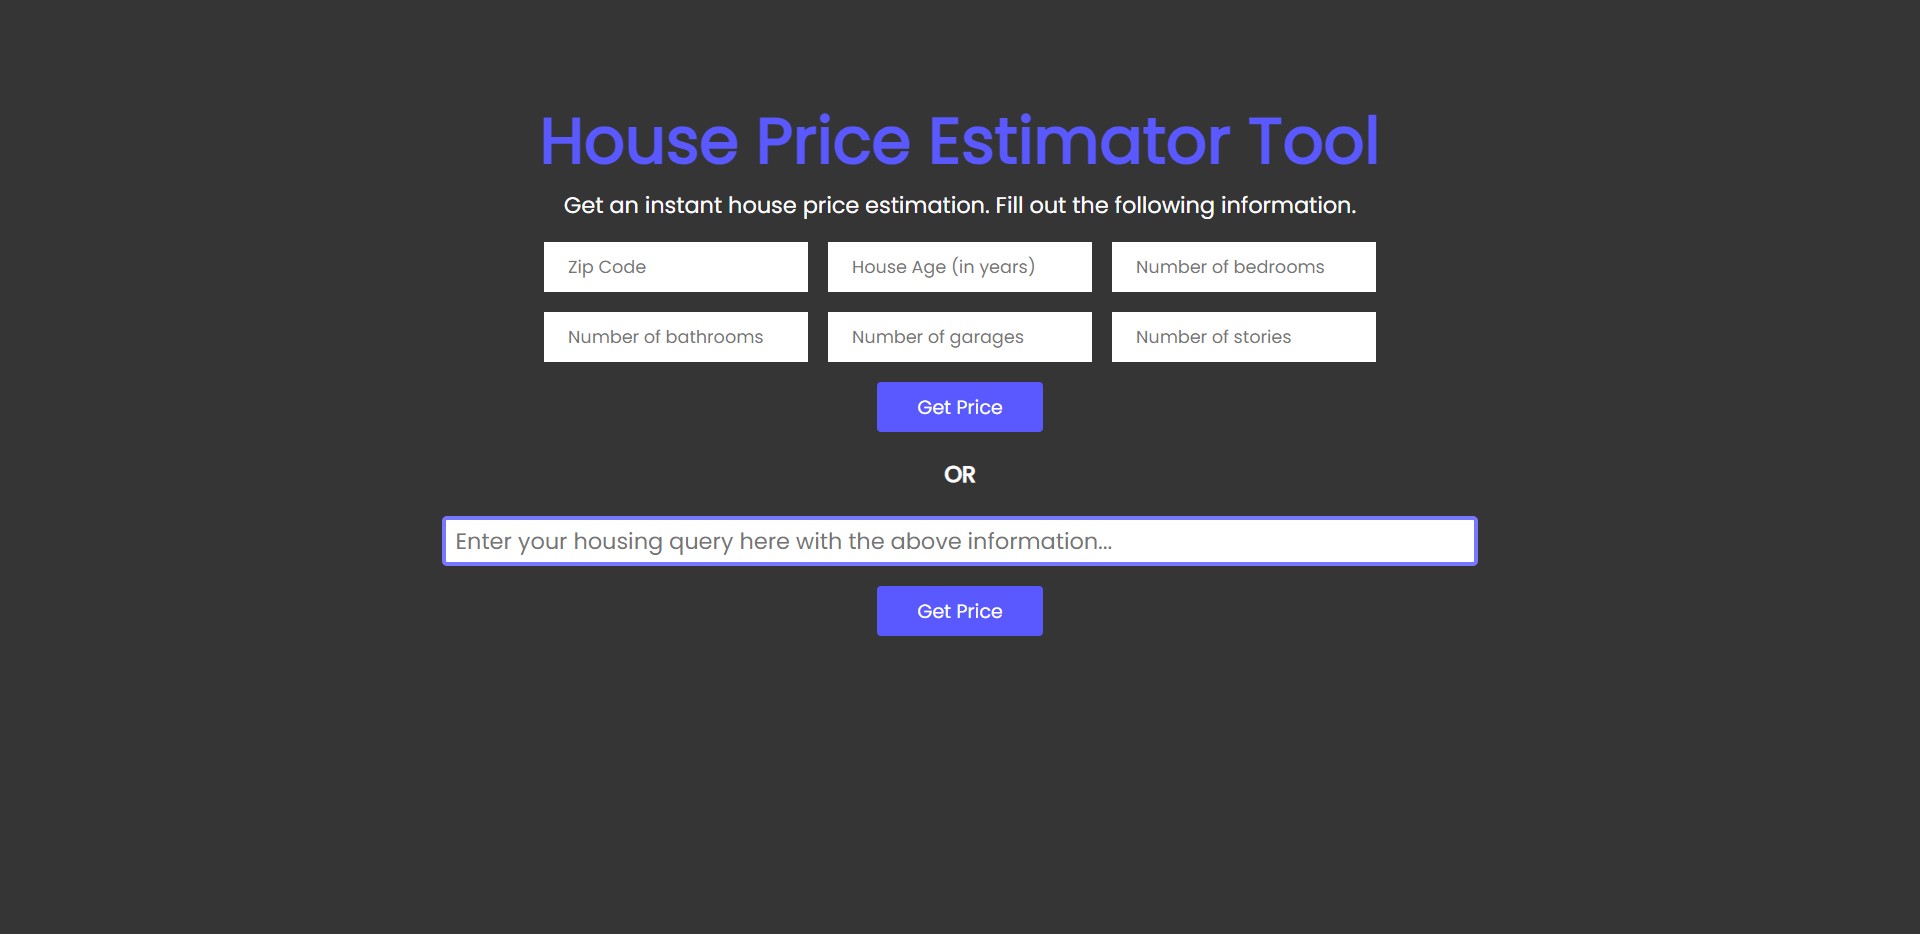 House Price Estimator Tool
Get an instant house price estimation. Fill out the following information.
Zip Code
House Age (in years)
Number of bedrooms
Number of bathrooms
Number of garages
Number of stories
Get Price
OR
Enter your housing query here with the above information...
Get Price